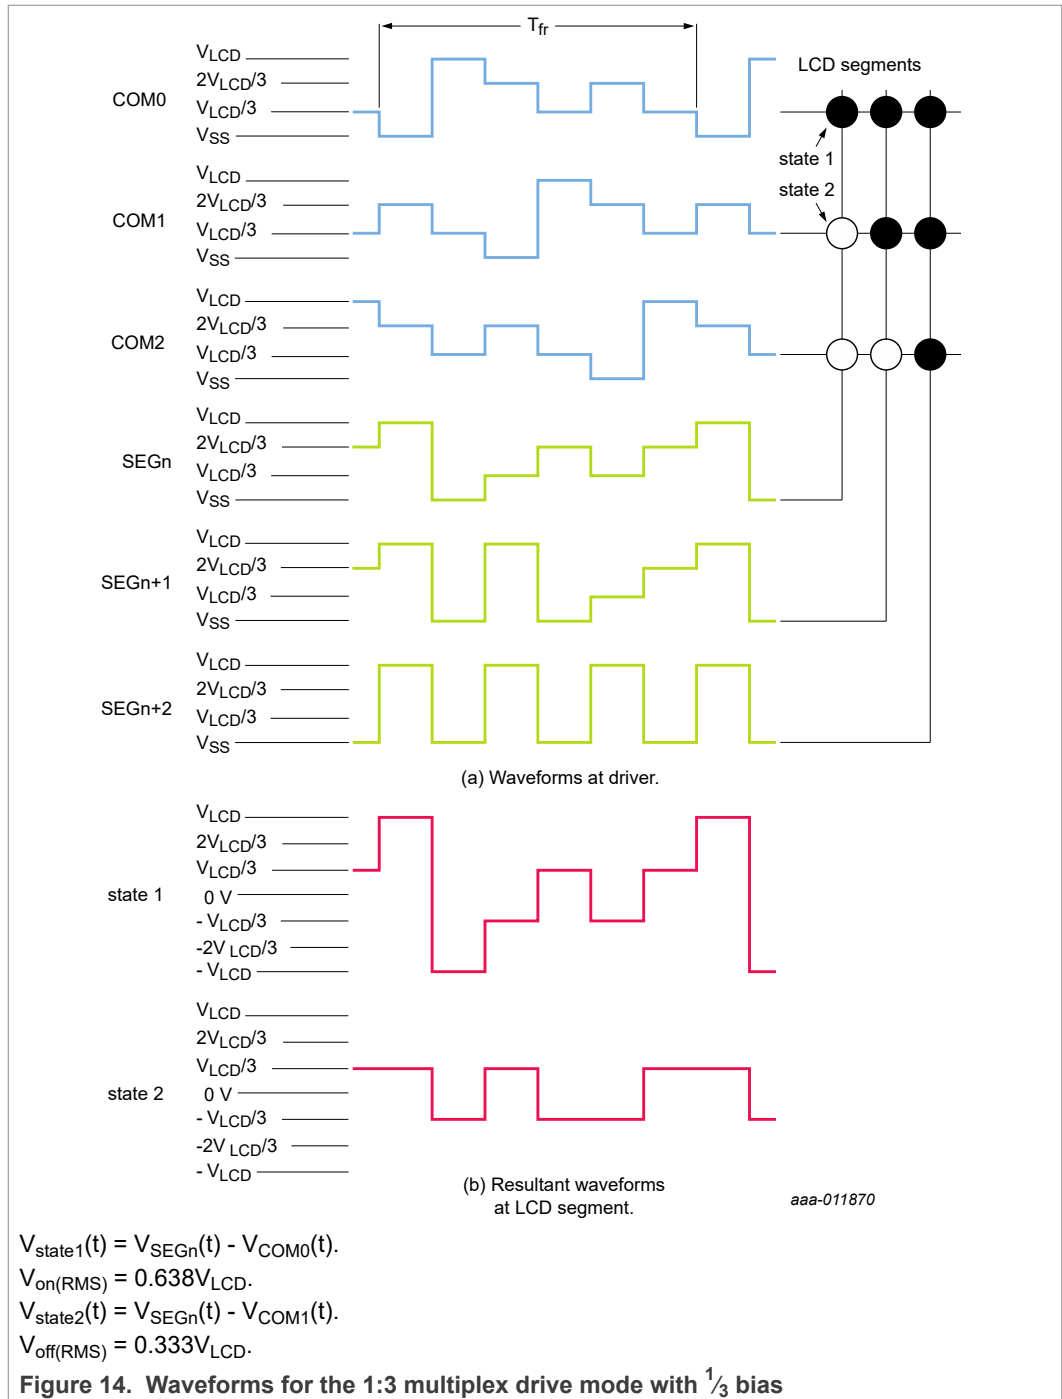 T_fr
LCD segments
COM0
V_LCD
2V_LCD/3
V_LCD/3
V_SS
state 1
state 2
COM1
V_LCD
2V_LCD/3
V_LCD/3
V_SS
COM2
V_LCD
2V_LCD/3
V_LCD/3
V_SS
SEGn
V_LCD
2V_LCD/3
V_LCD/3
V_SS
SEGn+1
V_LCD
2V_LCD/3
V_LCD/3
V_SS
SEGn+2
V_LCD
2V_LCD/3
V_LCD/3
V_SS
(a) Waveforms at driver.
state 1
V_LCD
2V_LCD/3
V_LCD/3
0 V
- V_LCD/3
-2V_LCD/3
- V_LCD
state 2
V_LCD
2V_LCD/3
V_LCD/3
0 V
- V_LCD/3
-2V_LCD/3
- V_LCD
(b) Resultant waveforms
at LCD segment.
aaa-011870
V_state1(t) = V_SEGn(t) - V_COM0(t).
V_on(RMS) = 0.638V_LCD.
V_state2(t) = V_SEGn(t) - V_COM1(t).
V_off(RMS) = 0.333V_LCD.
Figure 14. Waveforms for the 1:3 multiplex drive mode with 1⁄3 bias